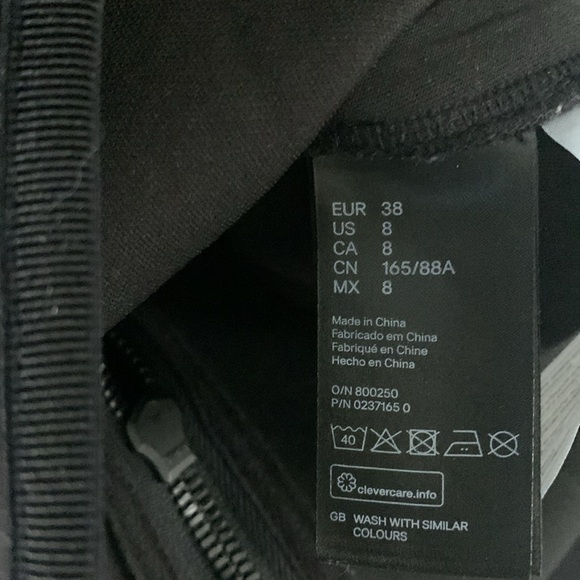 EUR 38
US 8
CA 8
CN 165/88A
MX 8
Made in China
Fabricado em China
Fabriqué en Chine
Hecho en China
O/N 800250
P/N 0237165 0
40
clevercare.info
GB WASH WITH SIMILAR
COLOURS